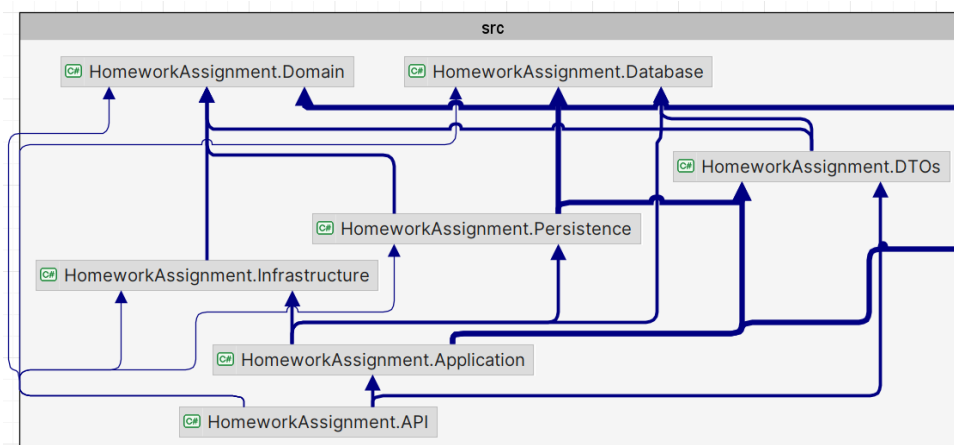 src
C# HomeworkAssignment.Domain
C# HomeworkAssignment.Database
C# HomeworkAssignment.DTOs
C# HomeworkAssignment.Persistence
C# HomeworkAssignment.Infrastructure
C# HomeworkAssignment.Application
C# HomeworkAssignment.API